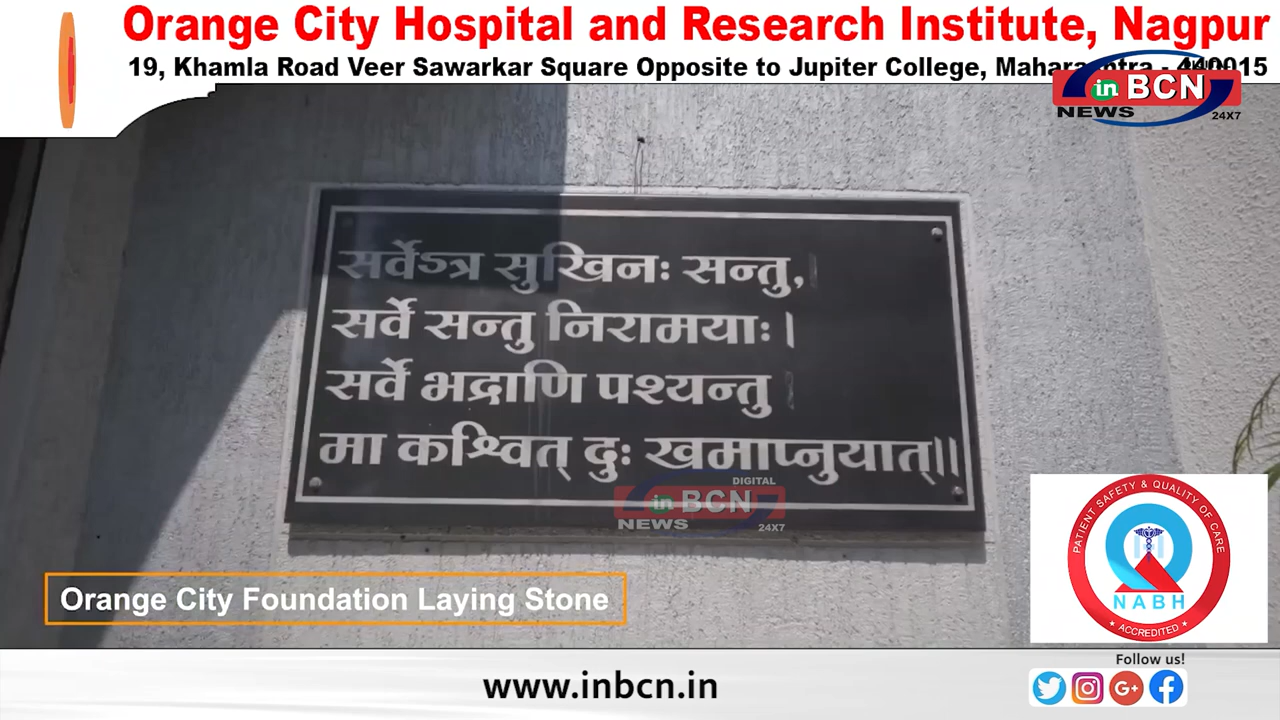 Orange City Hospital and Research Institute, Nagpur
19, Khamla Road Veer Sawarkar Square Opposite to Jupiter College, Maharashtra - 440015
in BCN
NEWS 24X7
सर्वेऽत्र सुखिनः सन्तु,
सर्वे सन्तु निरामयाः।
सर्वे भद्राणि पश्यन्तु
मा कश्चित् दुः खमाप्नुयात्॥
DIGITAL
in BCN
NEWS 24X7
PATIENT SAFETY & QUALITY OF CARE
NABH
ACCREDITED
Orange City Foundation Laying Stone
Follow us!
www.inbcn.in